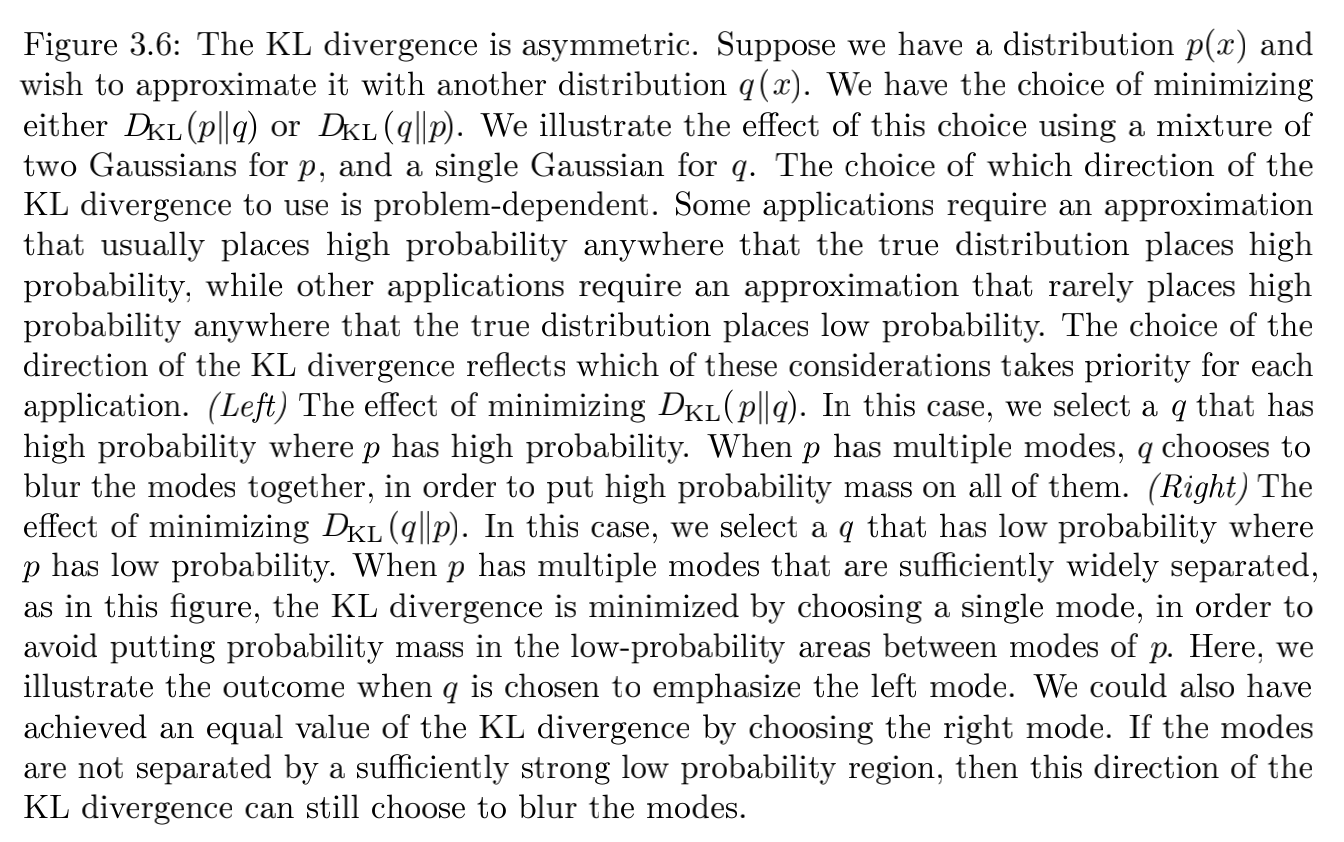 Figure 3.6: The KL divergence is asymmetric. Suppose we have a distribution p(x) and
wish to approximate it with another distribution q(x). We have the choice of minimizing
either D_KL(p‖q) or D_KL(q‖p). We illustrate the effect of this choice using a mixture of
two Gaussians for p, and a single Gaussian for q. The choice of which direction of the
KL divergence to use is problem-dependent. Some applications require an approximation
that usually places high probability anywhere that the true distribution places high
probability, while other applications require an approximation that rarely places high
probability anywhere that the true distribution places low probability. The choice of the
direction of the KL divergence reflects which of these considerations takes priority for each
application. (Left) The effect of minimizing D_KL(p‖q). In this case, we select a q that has
high probability where p has high probability. When p has multiple modes, q chooses to
blur the modes together, in order to put high probability mass on all of them. (Right) The
effect of minimizing D_KL(q‖p). In this case, we select a q that has low probability where
p has low probability. When p has multiple modes that are sufficiently widely separated,
as in this figure, the KL divergence is minimized by choosing a single mode, in order to
avoid putting probability mass in the low-probability areas between modes of p. Here, we
illustrate the outcome when q is chosen to emphasize the left mode. We could also have
achieved an equal value of the KL divergence by choosing the right mode. If the modes
are not separated by a sufficiently strong low probability region, then this direction of the
KL divergence can still choose to blur the modes.